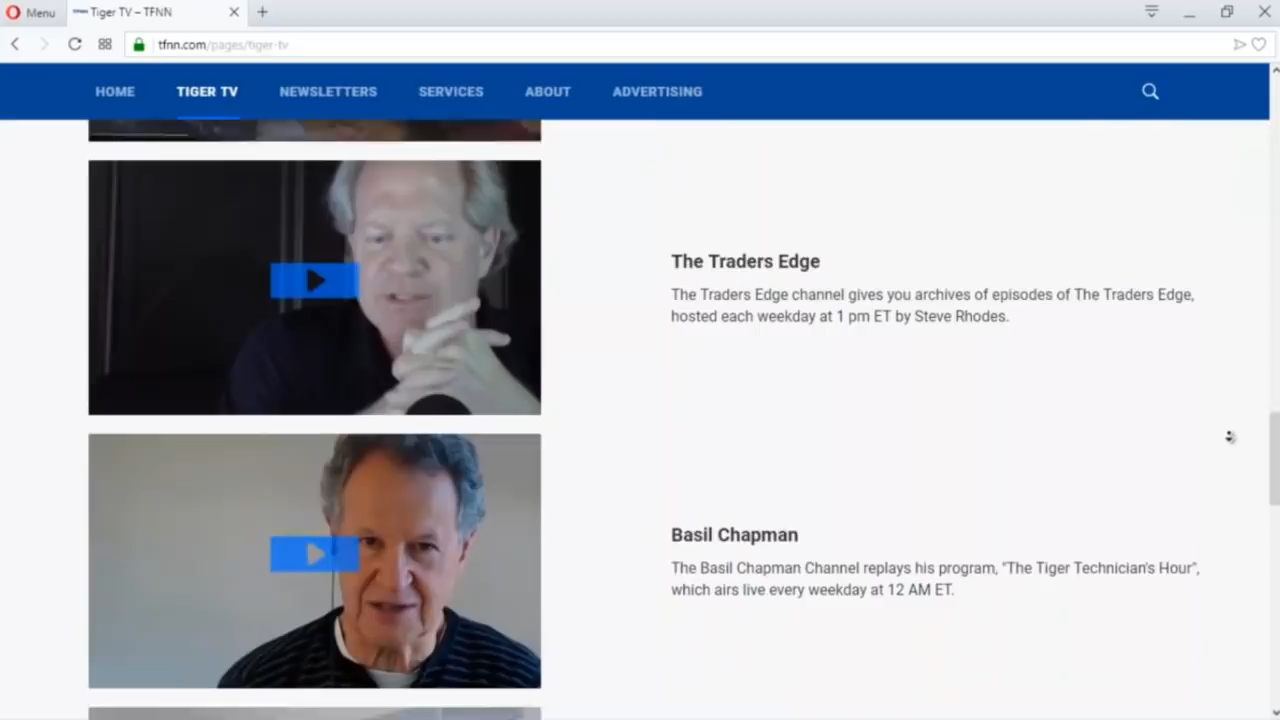 Menu
Tiger TV – TFNN
tfnn.com/pages/tiger-tv
HOME TIGER TV NEWSLETTERS SERVICES ABOUT ADVERTISING
The Traders Edge
The Traders Edge channel gives you archives of episodes of The Traders Edge,
hosted each weekday at 1 pm ET by Steve Rhodes.
Basil Chapman
The Basil Chapman Channel replays his program, "The Tiger Technician's Hour",
which airs live every weekday at 12 AM ET.